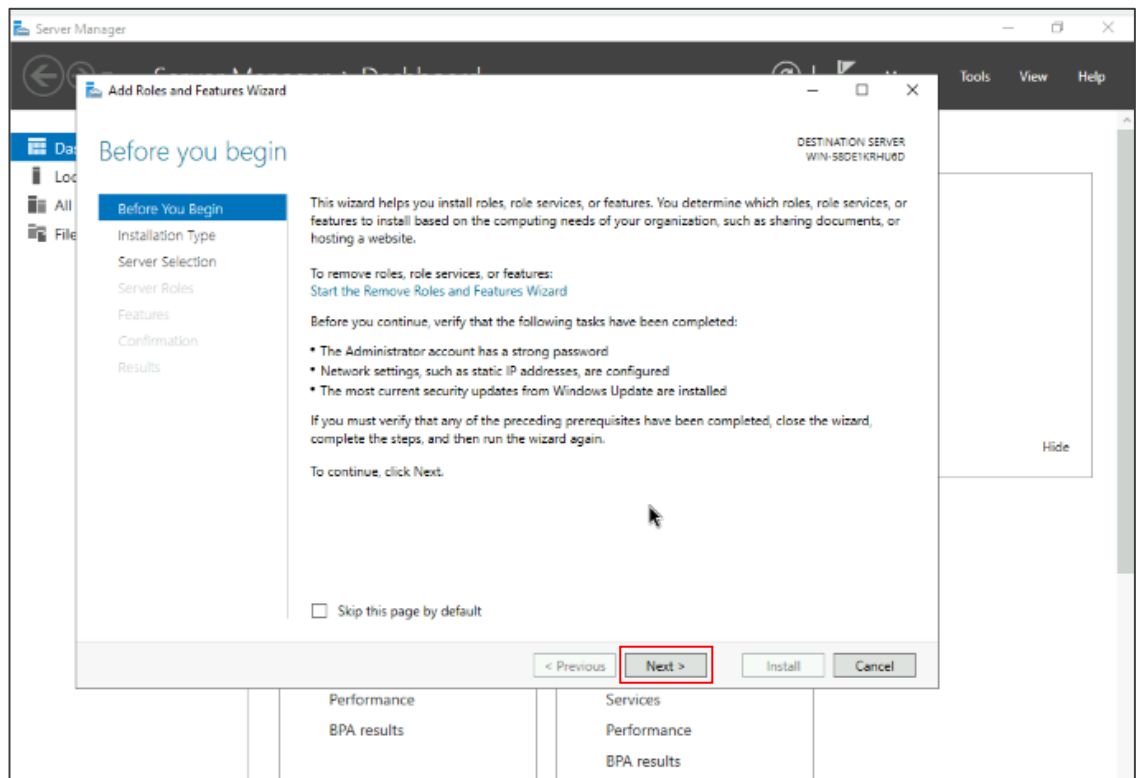 Server Manager
Tools View Help
Add Roles and Features Wizard
Before you begin
DESTINATION SERVER
WIN-58DE1KRHU6D
Before You Begin
Installation Type
Server Selection
Server Roles
Features
Confirmation
Results
This wizard helps you install roles, role services, or features. You determine which roles, role services, or
features to install based on the computing needs of your organization, such as sharing documents, or
hosting a website.
To remove roles, role services, or features:
Start the Remove Roles and Features Wizard
Before you continue, verify that the following tasks have been completed:
• The Administrator account has a strong password
• Network settings, such as static IP addresses, are configured
• The most current security updates from Windows Update are installed
If you must verify that any of the preceding prerequisites have been completed, close the wizard,
complete the steps, and then run the wizard again.
To continue, click Next.
Skip this page by default
< Previous Next > Install Cancel
Das
Loc
All
File
Hide
Performance
BPA results
Services
Performance
BPA results